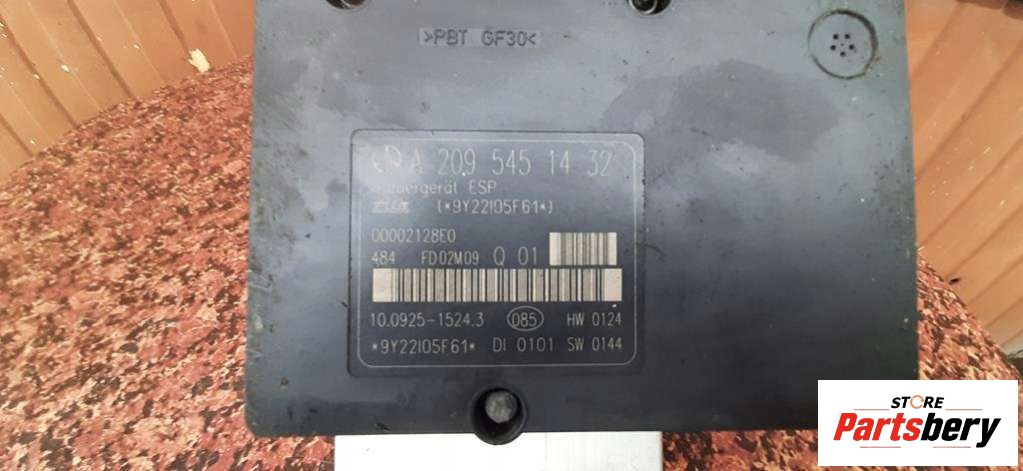 >PBT GF30<
A 209 545 14 32
ESP
(*9Y22I05F61*)
00002128E0
484 FD02M09 Q 01
10.0925-1524.3 085 HW 0124
*9Y22I05F61* DI 0101 SW 0144
STORE
Partsbery